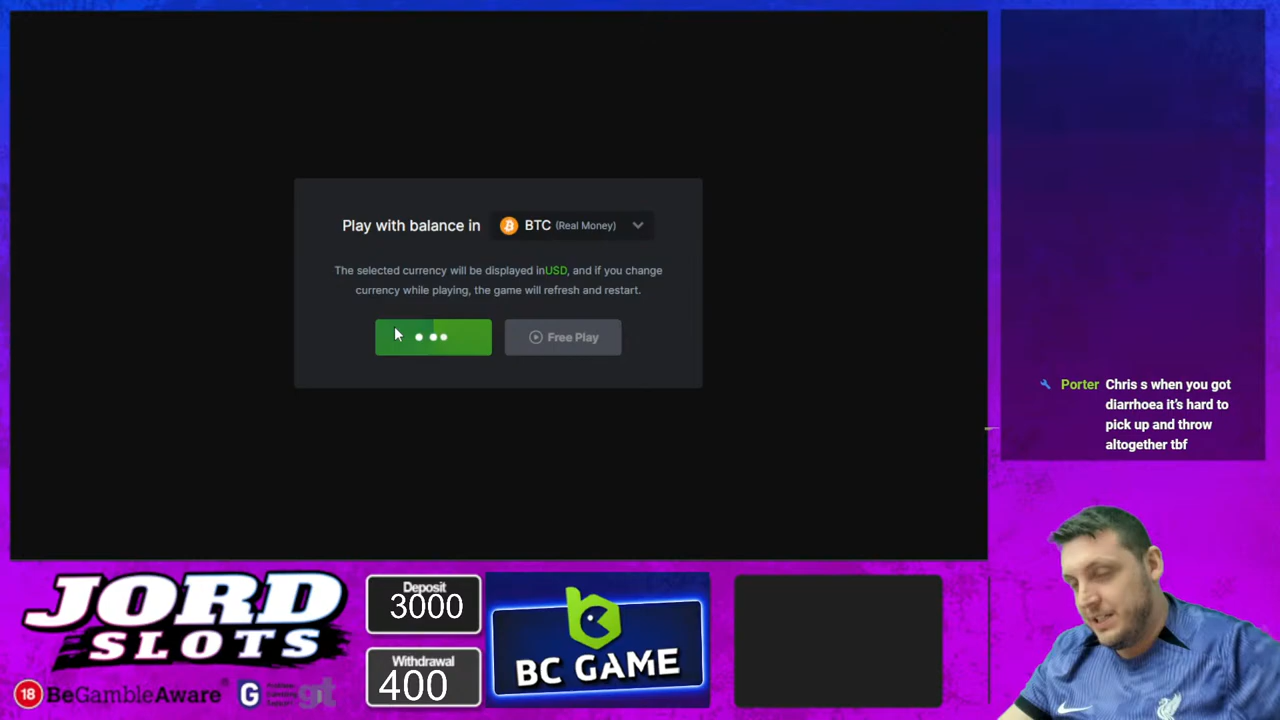 Play with balance in BTC (Real Money)
The selected currency will be displayed inUSD, and if you change
currency while playing, the game will refresh and restart.
Free Play
Porter Chris s when you got
diarrhoea it's hard to
pick up and throw
altogether tbf
JORD
SLOTS
18 BeGambleAware
G
Deposit
3000
Withdrawal
400
BC GAME